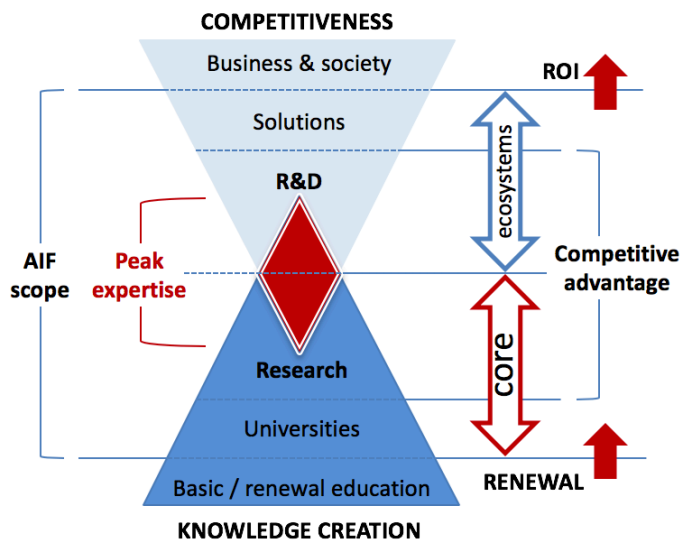 COMPETITIVENESS
Business & society
ROI
Solutions
ecosystems
R&D
AIF
scope
Peak
expertise
Competitive
advantage
core
Research
Universities
RENEWAL
Basic / renewal education
KNOWLEDGE CREATION